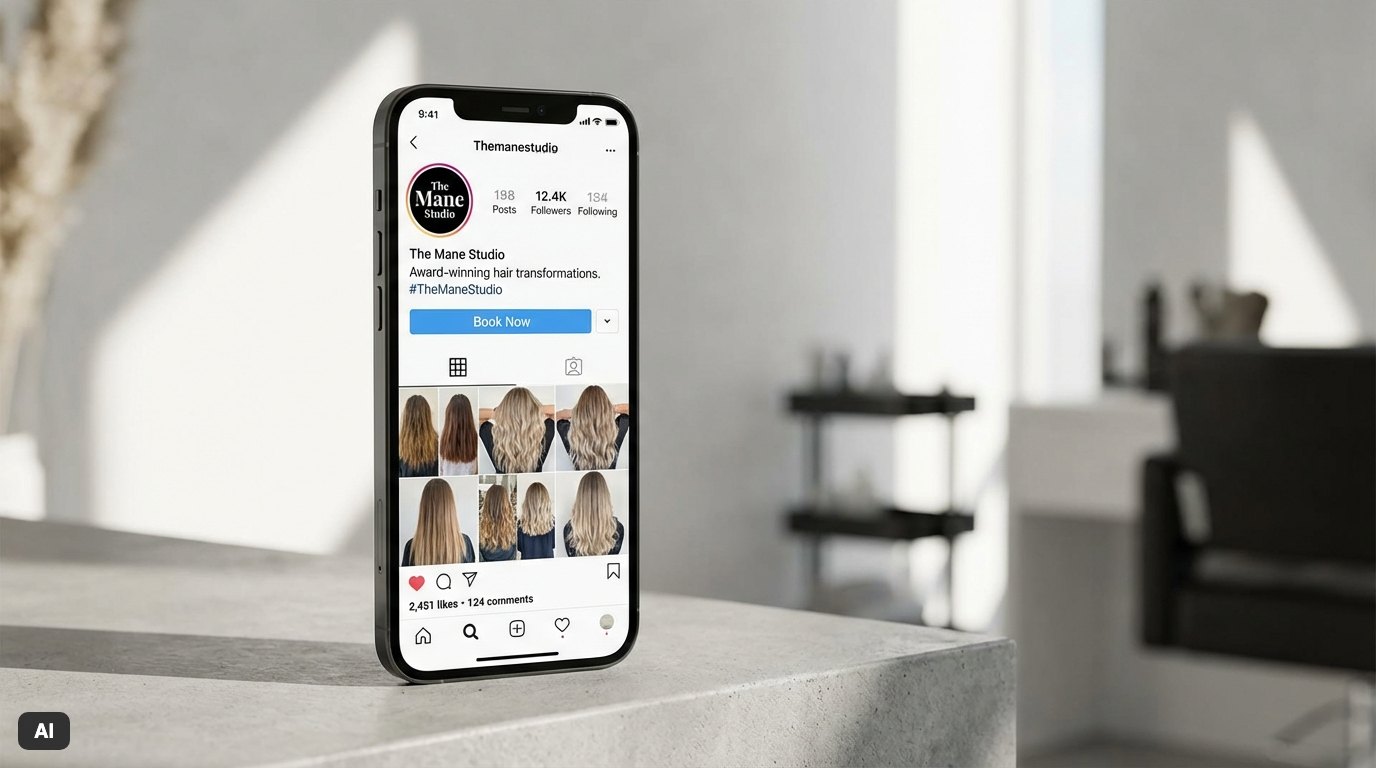 9:41
Themanestudio
The
Mane
Studio
198
12.4K
Posts
Followers
Following
The Mane Studio
Award-winning hair transformations.
#TheManeStudio
Book Now
2,451 likes • 124 comments
AI